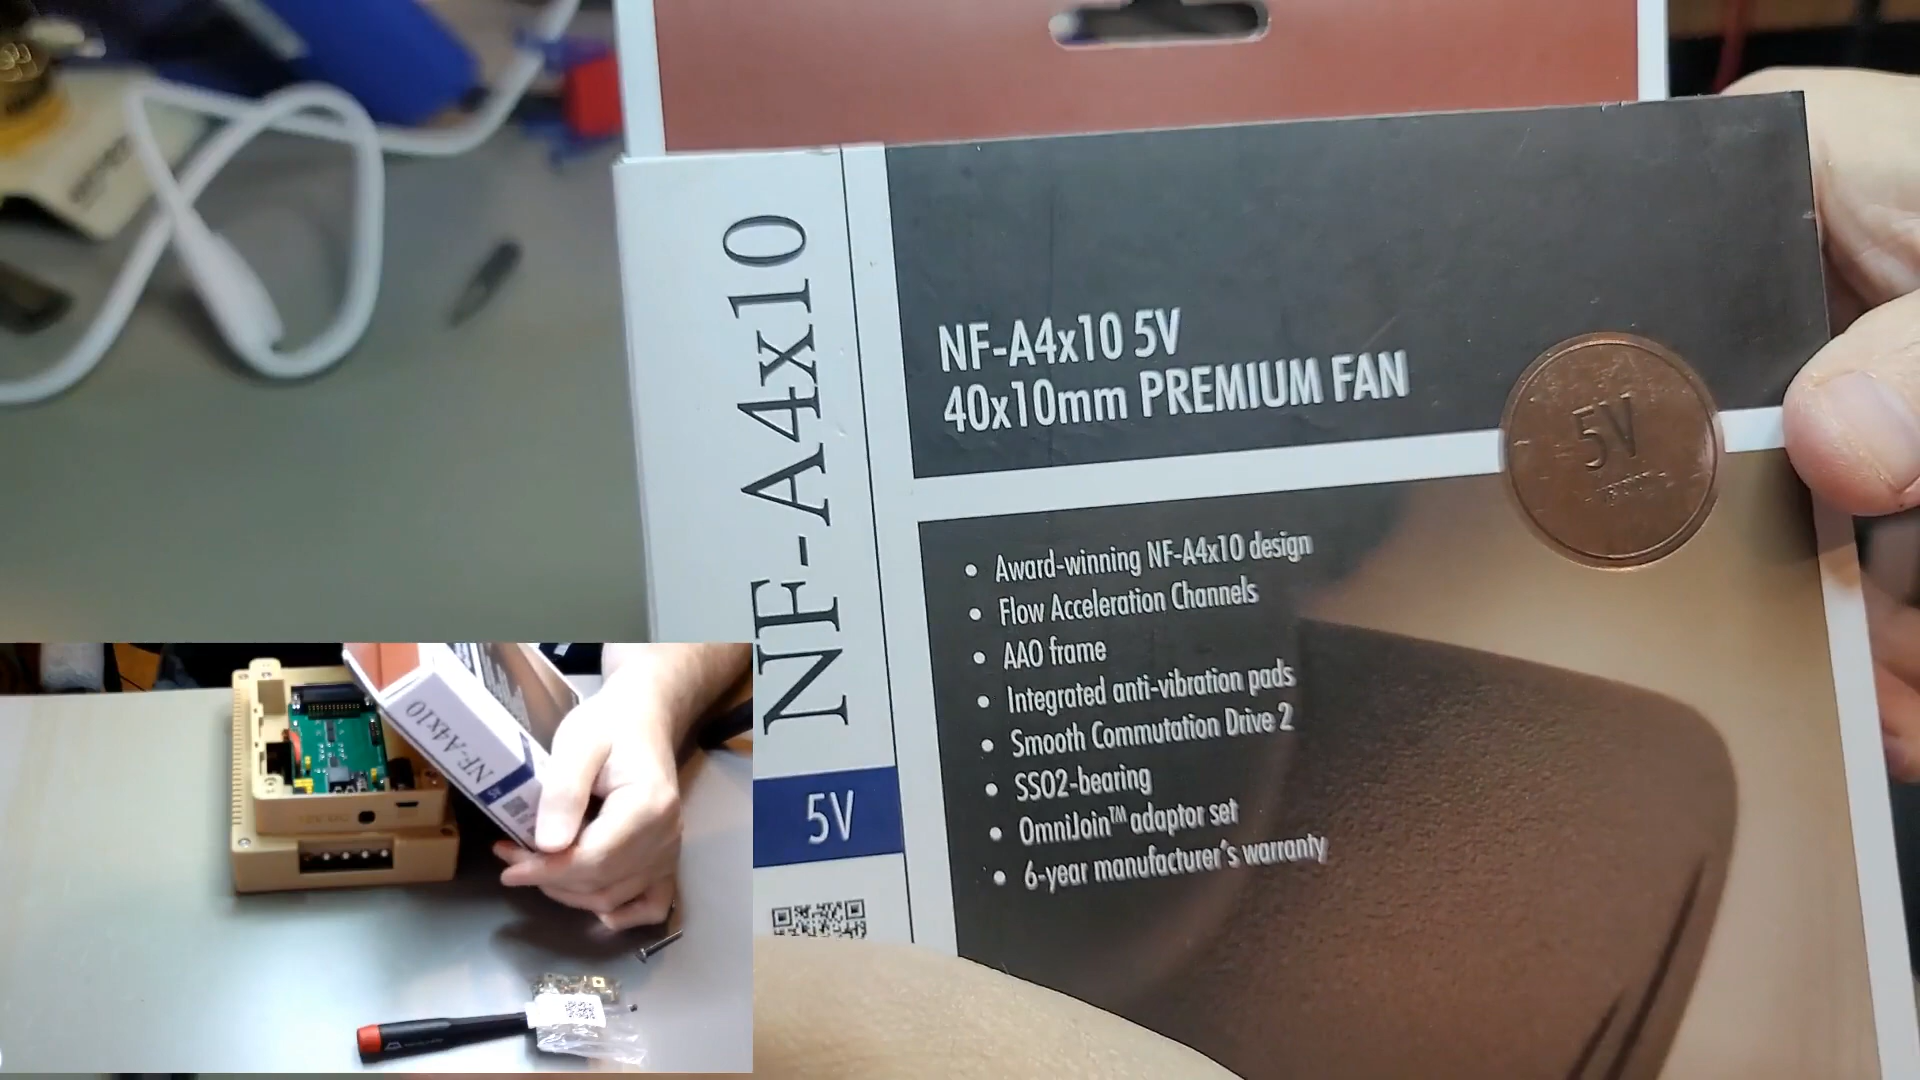 NF-A4x10
5V
NF-A4x10 5V
40x10mm PREMIUM FAN
5V
• Award-winning NF-A4x10 design
• Flow Acceleration Channels
• AAO frame
• Integrated anti-vibration pads
• Smooth Commutation Drive 2
• SSO2-bearing
• OmniJoin™ adaptor set
• 6-year manufacturer's warranty
NF-A4x10
5V